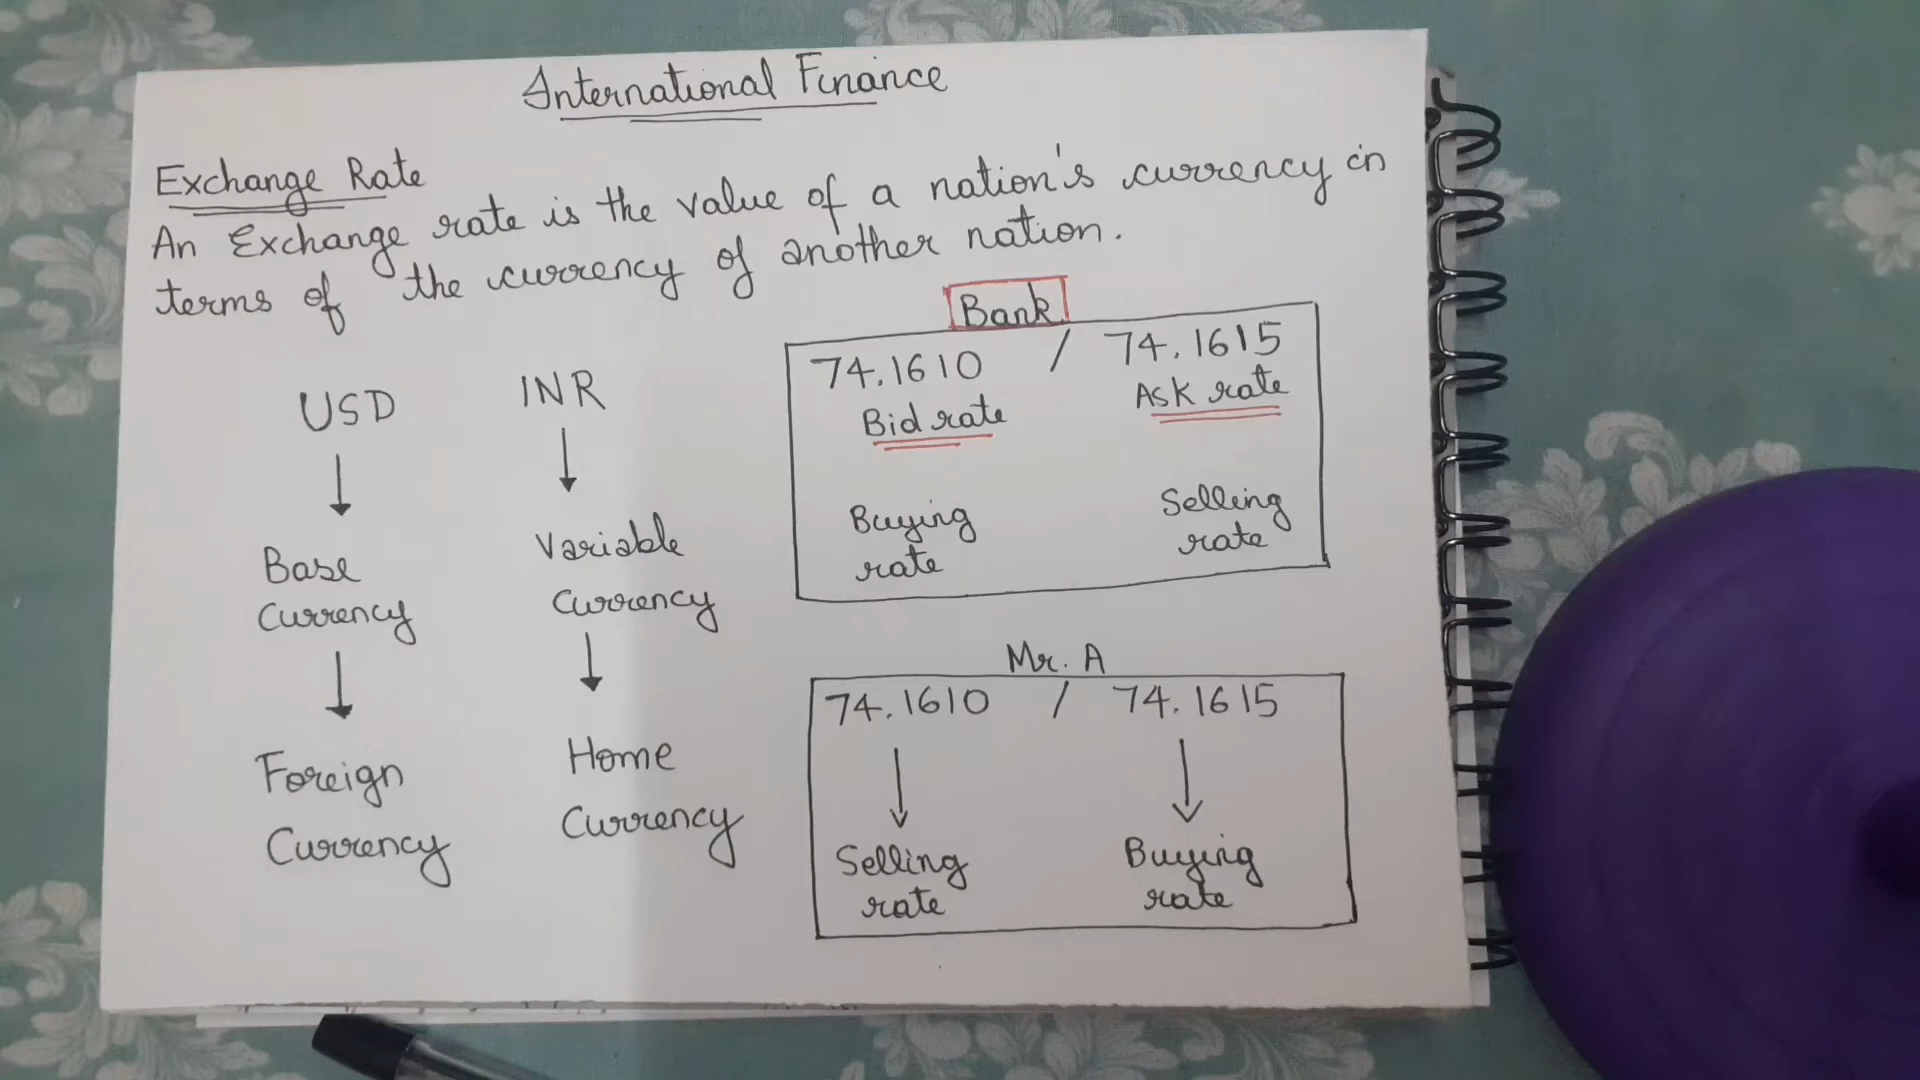 International Finance
Exchange Rate
An Exchange rate is the value of a nation's currency in
terms of the currency of another nation.
USD
INR
Base
Currency
Variable
Currency
Foreign
Currency
Home
Currency
Bank
74.1610 / 74.1615
Bid rate
Ask rate
Buying
rate
Selling
rate
Mr. A
74.1610 / 74.1615
Selling
rate
Buying
rate